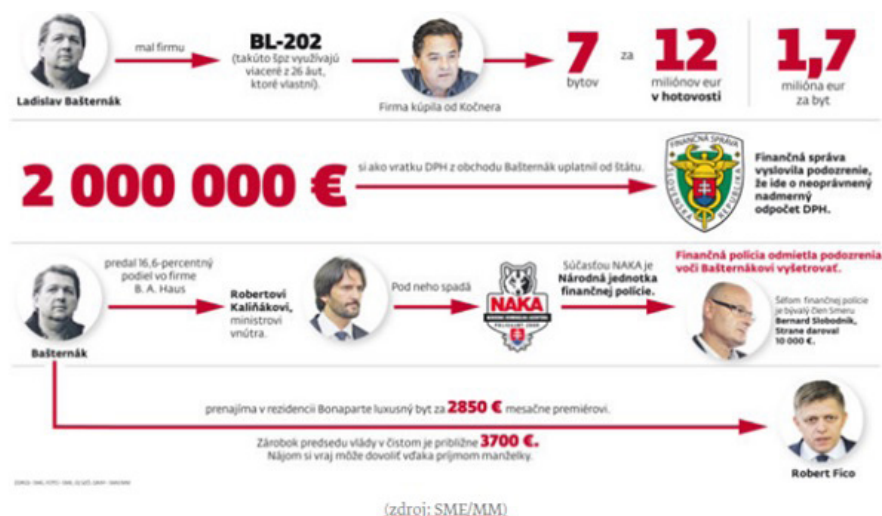 mal firmu
Ladislav Bašternák
BL-202
(takúto špz využívajú
viaceré z 26 áut,
ktoré vlastní).
Firma kúpila od Kočnera
7
bytov
za
12
miliónov eur
v hotovosti
1,7
milióna eur
za byt
2 000 000 €
si ako vratku DPH z obchodu Bašternák uplatnil od štátu.
FINANČNÁ SPRÁVA
SLOVENSKÁ REPUBLIKA
Finančná správa
vyslovila podozrenie,
že ide o neoprávnený
nadmerný
odpočet DPH.
Bašternák
predal 16,6-percentný
podiel vo firme
B. A. Haus
Robertovi
Kaliňákovi,
ministrovi
vnútra.
Pod neho spadá
NAKA
Súčasťou NAKA je
Národná jednotka
finančnej polície.
Finančná polícia odmietla podozrenia
voči Bašternákovi vyšetrovať.
Šéfom finančnej polície
je bývalý člen Smeru
Bernard Slobodník,
Strane daroval
10 000 €.
prenajíma v rezidencii Bonaparte luxusný byt za 2850 € mesačne premiérovi.
Zárobok predsedu vlády v čistom je približne 3700 €.
Nájom si vraj môže dovoliť vďaka príjmom manželky.
Robert Fico
(zdroj: SME/MM)